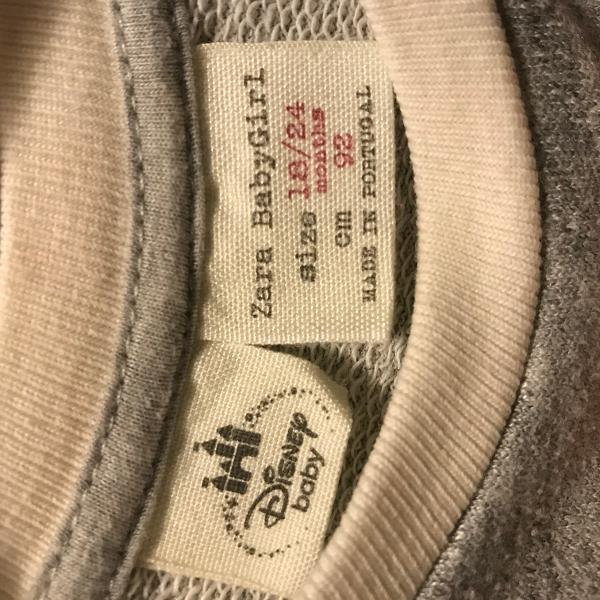 Zara BabyGirl
size 18/24
months
cm 92
MADE IN PORTUGAL
Disney
baby